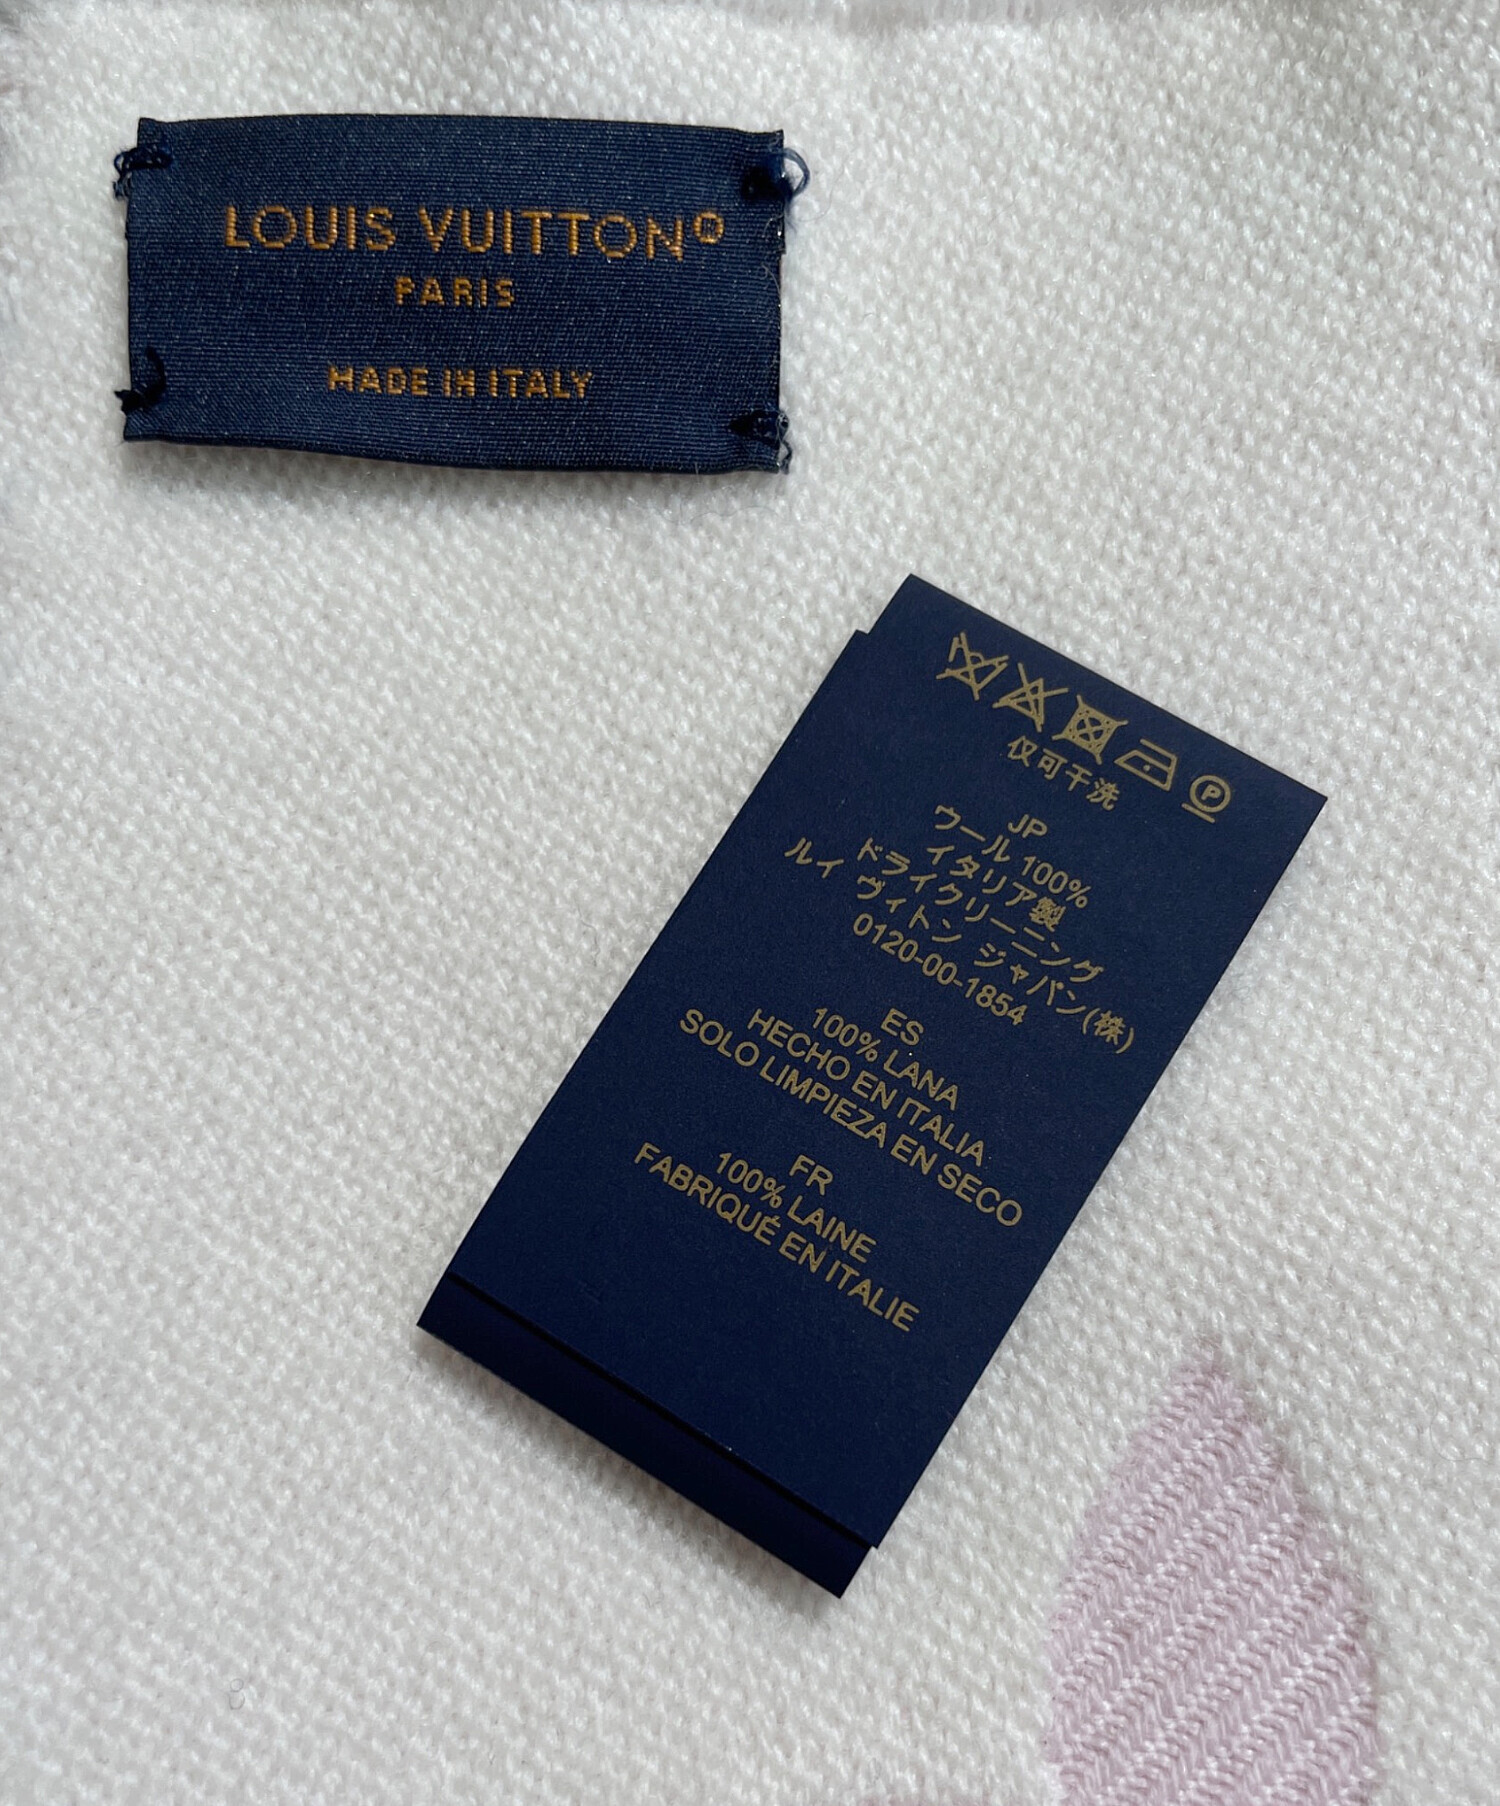 LOUIS VUITTON®
PARIS
MADE IN ITALY
P
仅可干洗
JP
ウール 100%
イタリア製
ドライクリーニング
ルイ ヴィトン ジャパン(株)
0120-00-1854
ES
100% LANA
HECHO EN ITALIA
SOLO LIMPIEZA EN SECO
FR
100% LAINE
FABRIQUÉ EN ITALIE